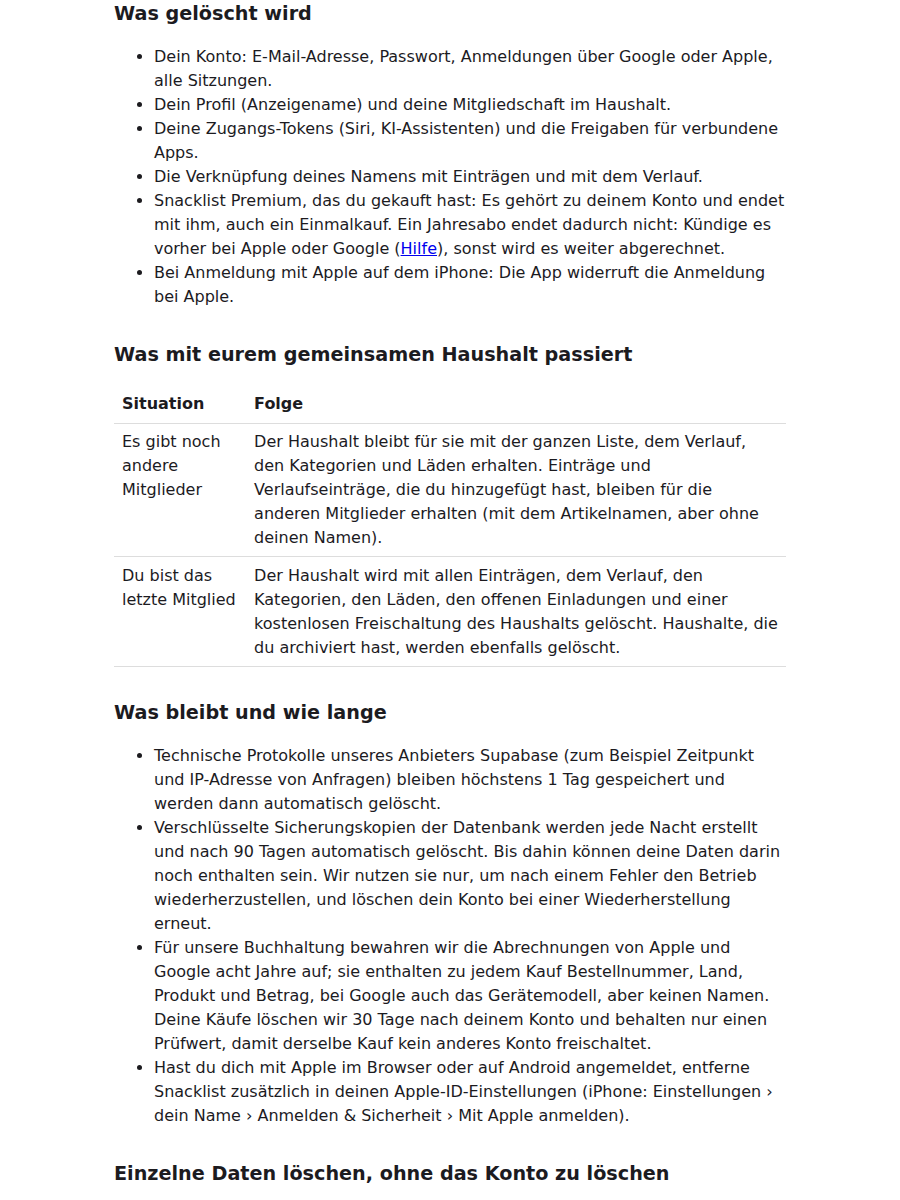 Was gelöscht wird
• Dein Konto: E-Mail-Adresse, Passwort, Anmeldungen über Google oder Apple,
alle Sitzungen.
• Dein Profil (Anzeigename) und deine Mitgliedschaft im Haushalt.
• Deine Zugangs-Tokens (Siri, KI-Assistenten) und die Freigaben für verbundene
Apps.
• Die Verknüpfung deines Namens mit Einträgen und mit dem Verlauf.
• Snacklist Premium, das du gekauft hast: Es gehört zu deinem Konto und endet
mit ihm, auch ein Einmalkauf. Ein Jahresabo endet dadurch nicht: Kündige es
vorher bei Apple oder Google (Hilfe), sonst wird es weiter abgerechnet.
• Bei Anmeldung mit Apple auf dem iPhone: Die App widerruft die Anmeldung
bei Apple.
Was mit eurem gemeinsamen Haushalt passiert
Situation Folge
Es gibt noch
andere
Mitglieder
Der Haushalt bleibt für sie mit der ganzen Liste, dem Verlauf,
den Kategorien und Läden erhalten. Einträge und
Verlaufseinträge, die du hinzugefügt hast, bleiben für die
anderen Mitglieder erhalten (mit dem Artikelnamen, aber ohne
deinen Namen).
Du bist das
letzte Mitglied
Der Haushalt wird mit allen Einträgen, dem Verlauf, den
Kategorien, den Läden, den offenen Einladungen und einer
kostenlosen Freischaltung des Haushalts gelöscht. Haushalte, die
du archiviert hast, werden ebenfalls gelöscht.
Was bleibt und wie lange
• Technische Protokolle unseres Anbieters Supabase (zum Beispiel Zeitpunkt
und IP-Adresse von Anfragen) bleiben höchstens 1 Tag gespeichert und
werden dann automatisch gelöscht.
• Verschlüsselte Sicherungskopien der Datenbank werden jede Nacht erstellt
und nach 90 Tagen automatisch gelöscht. Bis dahin können deine Daten darin
noch enthalten sein. Wir nutzen sie nur, um nach einem Fehler den Betrieb
wiederherzustellen, und löschen dein Konto bei einer Wiederherstellung
erneut.
• Für unsere Buchhaltung bewahren wir die Abrechnungen von Apple und
Google acht Jahre auf; sie enthalten zu jedem Kauf Bestellnummer, Land,
Produkt und Betrag, bei Google auch das Gerätemodell, aber keinen Namen.
Deine Käufe löschen wir 30 Tage nach deinem Konto und behalten nur einen
Prüfwert, damit derselbe Kauf kein anderes Konto freischaltet.
• Hast du dich mit Apple im Browser oder auf Android angemeldet, entferne
Snacklist zusätzlich in deinen Apple-ID-Einstellungen (iPhone: Einstellungen ›
dein Name › Anmelden & Sicherheit › Mit Apple anmelden).
Einzelne Daten löschen, ohne das Konto zu löschen